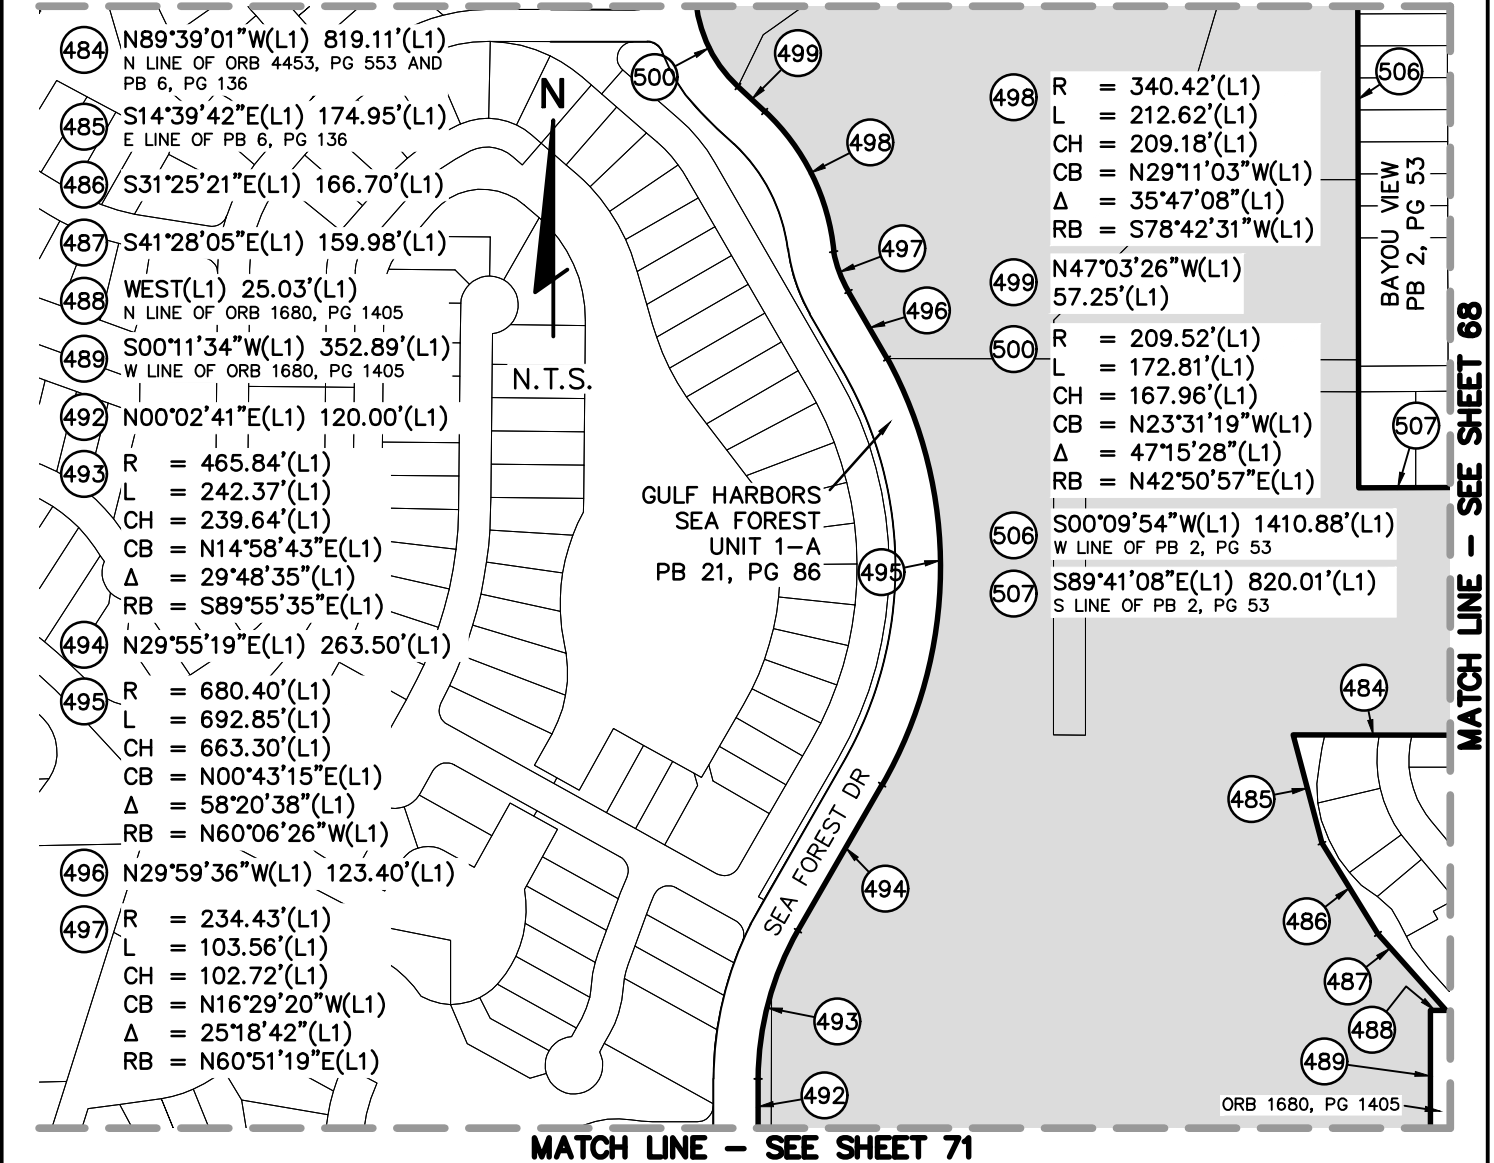 484 N89°39'01"W(L1) 819.11'(L1)
N LINE OF ORB 4453, PG 553 AND
PB 6, PG 136
485 S14°39'42"E(L1) 174.95'(L1)
E LINE OF PB 6, PG 136
486 S31°25'21"E(L1) 166.70'(L1)
487 S41°28'05"E(L1) 159.98'(L1)
488 WEST(L1) 25.03'(L1)
N LINE OF ORB 1680, PG 1405
489 S00°11'34"W(L1) 352.89'(L1)
W LINE OF ORB 1680, PG 1405
492 N00°02'41"E(L1) 120.00'(L1)
493 R = 465.84'(L1)
L = 242.37'(L1)
CH = 239.64'(L1)
CB = N14°58'43"E(L1)
Δ = 29°48'35"(L1)
RB = S89°55'35"E(L1)
494 N29°55'19"E(L1) 263.50'(L1)
495 R = 680.40'(L1)
L = 692.85'(L1)
CH = 663.30'(L1)
CB = N00°43'15"E(L1)
Δ = 58°20'38"(L1)
RB = N60°06'26"W(L1)
496 N29°59'36"W(L1) 123.40'(L1)
497 R = 234.43'(L1)
L = 103.56'(L1)
CH = 102.72'(L1)
CB = N16°29'20"W(L1)
Δ = 25°18'42"(L1)
RB = N60°51'19"E(L1)
N
N.T.S.
GULF HARBORS
SEA FOREST
UNIT 1-A
PB 21, PG 86
SEA FOREST DR
500
499
498
497
496
495
494
493
492
498 R = 340.42'(L1)
L = 212.62'(L1)
CH = 209.18'(L1)
CB = N29°11'03"W(L1)
Δ = 35°47'08"(L1)
RB = S78°42'31"W(L1)
499 N47°03'26"W(L1)
57.25'(L1)
500 R = 209.52'(L1)
L = 172.81'(L1)
CH = 167.96'(L1)
CB = N23°31'19"W(L1)
Δ = 47°15'28"(L1)
RB = N42°50'57"E(L1)
506 S00°09'54"W(L1) 1410.88'(L1)
W LINE OF PB 2, PG 53
507 S89°41'08"E(L1) 820.01'(L1)
S LINE OF PB 2, PG 53
506
BAYOU VIEW
PB 2, PG 53
507
484
485
486
487
488
489
ORB 1680, PG 1405
MATCH LINE - SEE SHEET 68
MATCH LINE - SEE SHEET 71